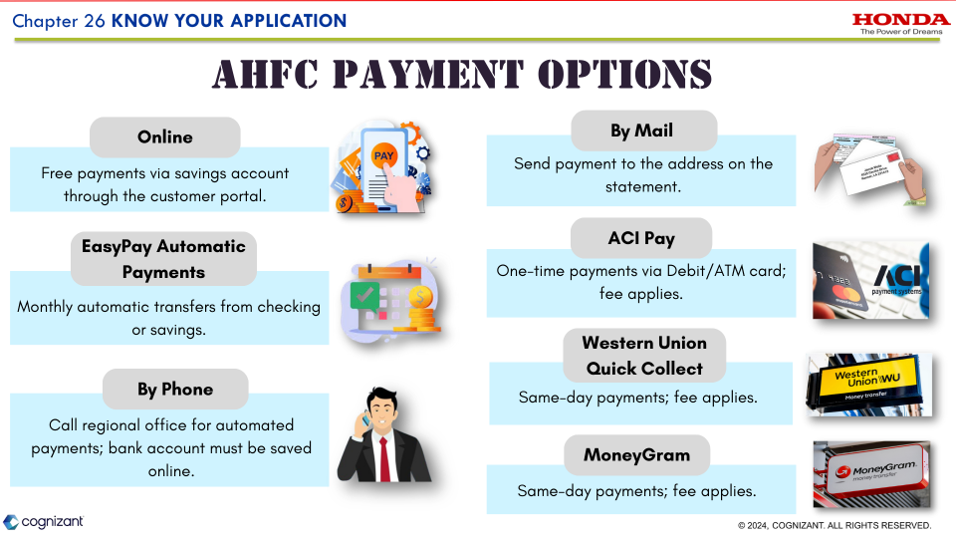 Chapter 26 KNOW YOUR APPLICATION
HONDA
The Power of Dreams
AHFC PAYMENT OPTIONS
Online
Free payments via savings account
through the customer portal.
PAY
EasyPay Automatic
Payments
Monthly automatic transfers from checking
or savings.
By Phone
Call regional office for automated
payments; bank account must be saved
online.
By Mail
Send payment to the address on the
statement.
ACI Pay
One-time payments via Debit/ATM card;
fee applies.
ACI
payment systems
Western Union
Quick Collect
Same-day payments; fee applies.
Western
Union WU
Money transfer
MoneyGram
Same-day payments; fee applies.
MoneyGram
money transfer
cognizant
© 2024, COGNIZANT. ALL RIGHTS RESERVED.